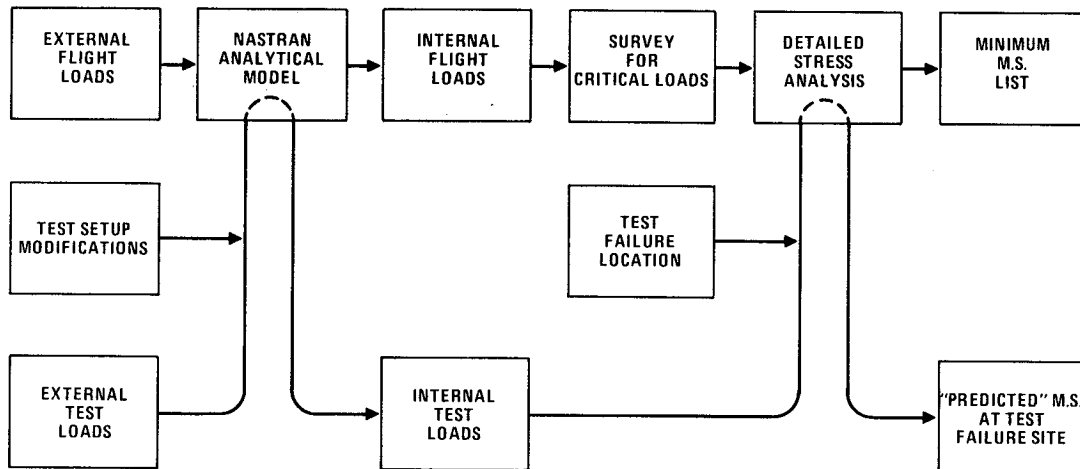 EXTERNAL
FLIGHT
LOADS
NASTRAN
ANALYTICAL
MODEL
INTERNAL
FLIGHT
LOADS
SURVEY
FOR
CRITICAL LOADS
DETAILED
STRESS
ANALYSIS
MINIMUM
M.S.
LIST
TEST SETUP
MODIFICATIONS
TEST
FAILURE
LOCATION
EXTERNAL
TEST
LOADS
INTERNAL
TEST
LOADS
"PREDICTED" M.S.
AT TEST
FAILURE SITE